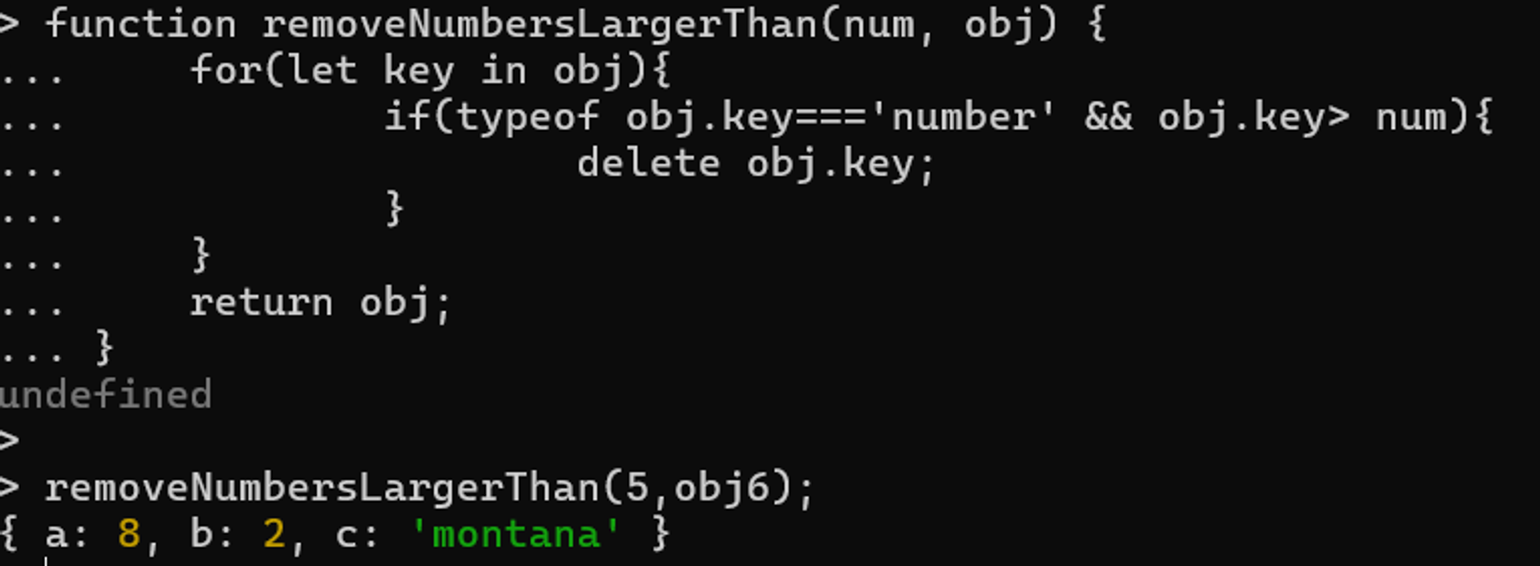 > function removeNumbersLargerThan(num, obj) {
...     for(let key in obj){
...             if(typeof obj.key==='number' && obj.key> num){
...                     delete obj.key;
...             }
...     }
...     return obj;
... }
undefined
>
> removeNumbersLargerThan(5,obj6);
{ a: 8, b: 2, c: 'montana' }